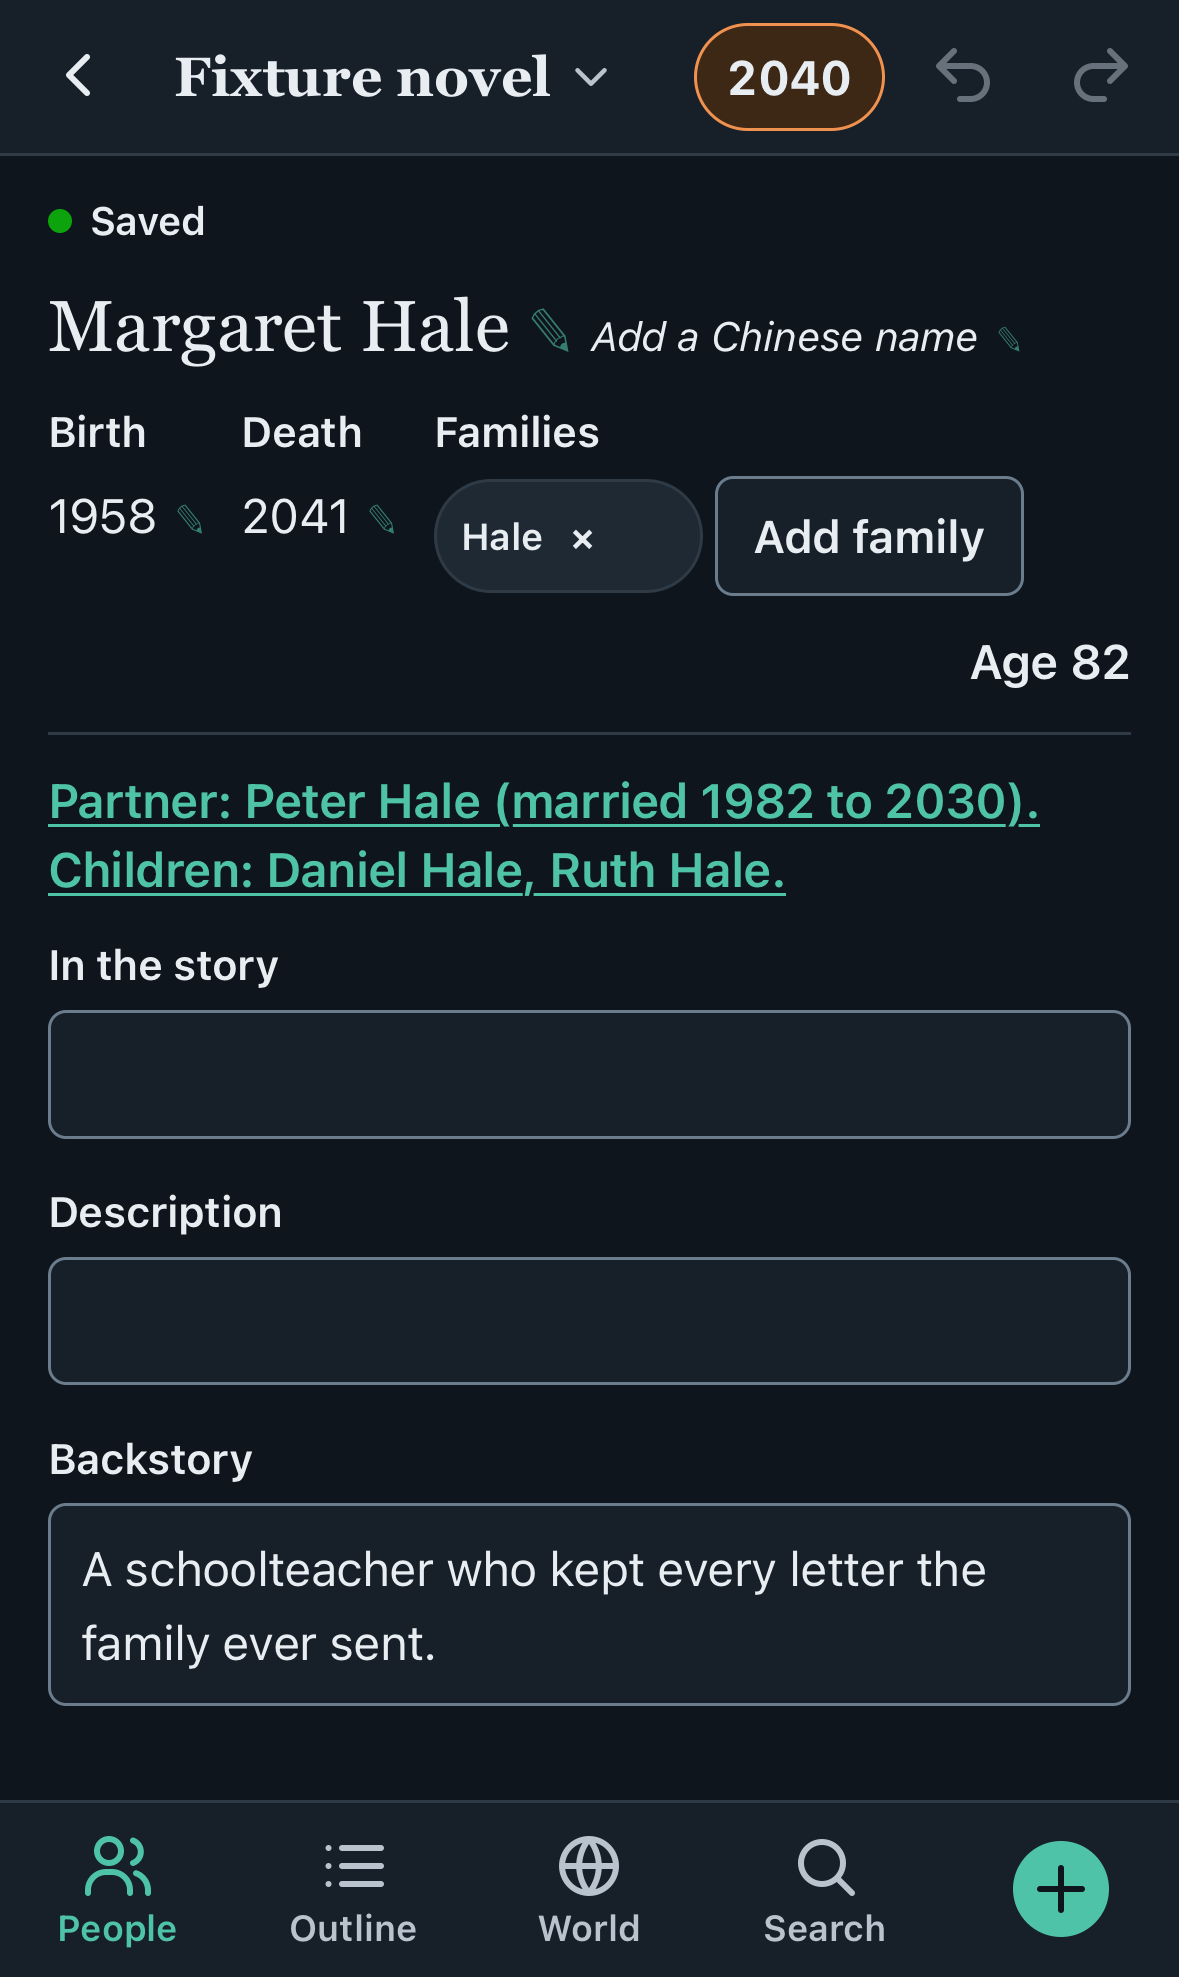 Fixture novel
2040
Saved
Margaret Hale Add a Chinese name
Birth Death Families
1958 2041 Hale × Add family
Age 82
Partner: Peter Hale (married 1982 to 2030).
Children: Daniel Hale, Ruth Hale.
In the story
Description
Backstory
A schoolteacher who kept every letter the
family ever sent.
People Outline World Search